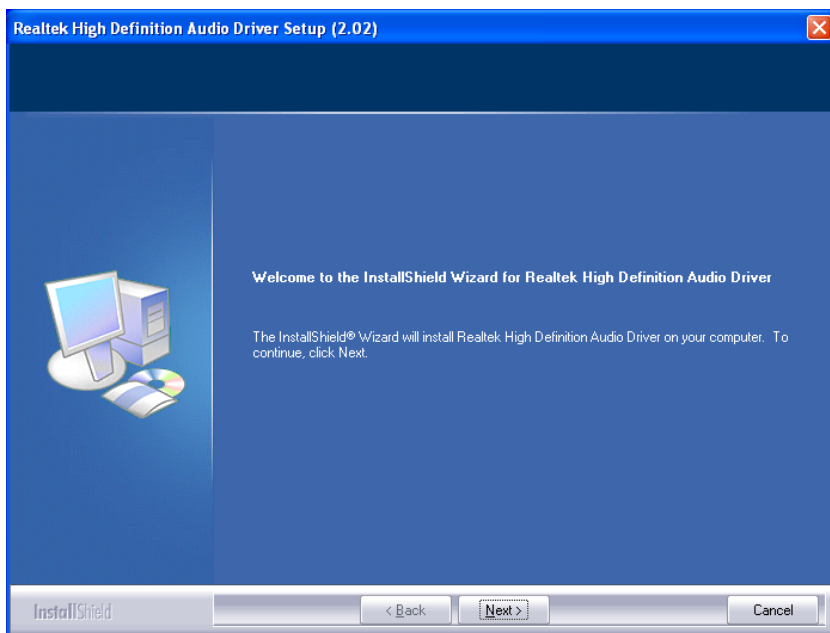 Realtek High Definition Audio Driver Setup (2.02)
Welcome to the InstallShield Wizard for Realtek High Definition Audio Driver
The InstallShield® Wizard will install Realtek High Definition Audio Driver on your computer. To
continue, click Next.
InstallShield
< Back
Next >
Cancel